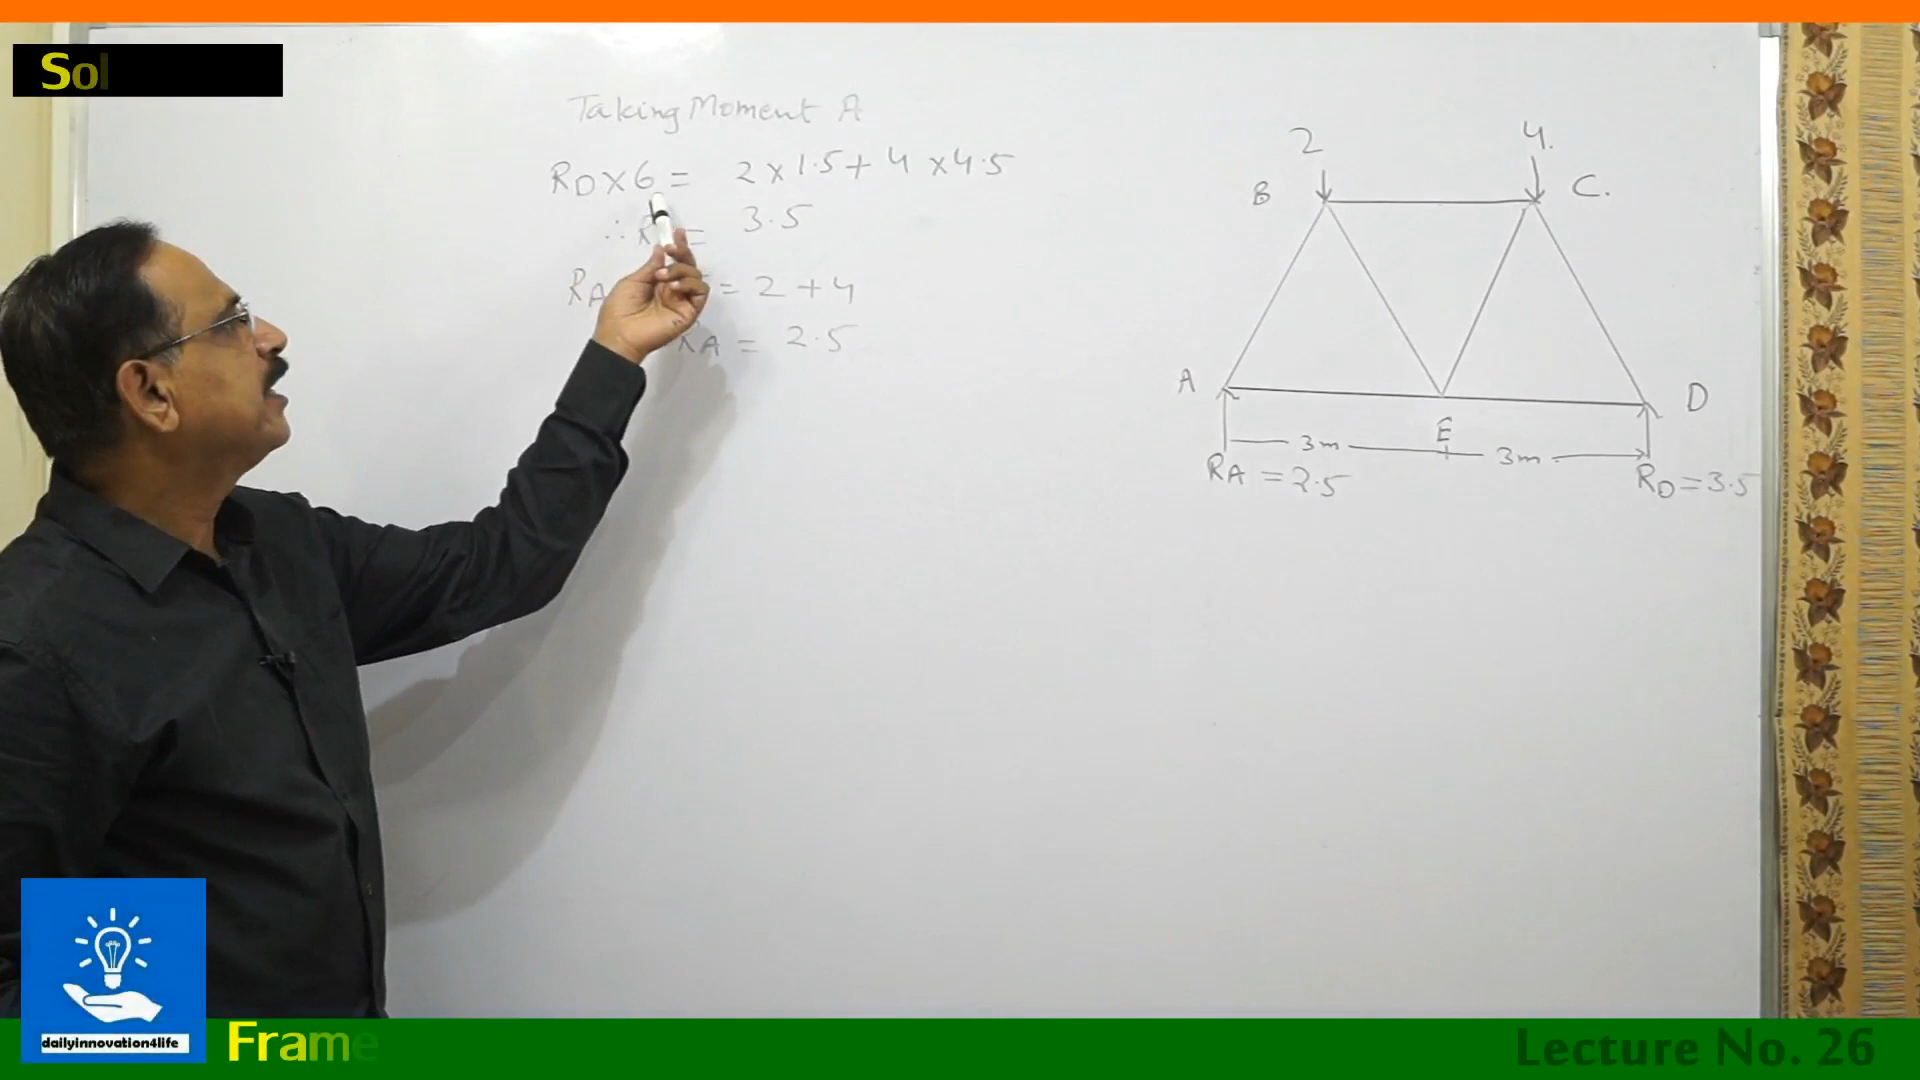 Sol
Taking Moment A
RD × 6 = 2 × 1.5 + 4 × 4.5
∴ R = 3.5
RA = 2 + 4
RA = 2.5
2 4.
B C.
A D
E
3m 3m
RA = 2.5 RD = 3.5
dailyinnovation4life
Frame
Lecture No. 26